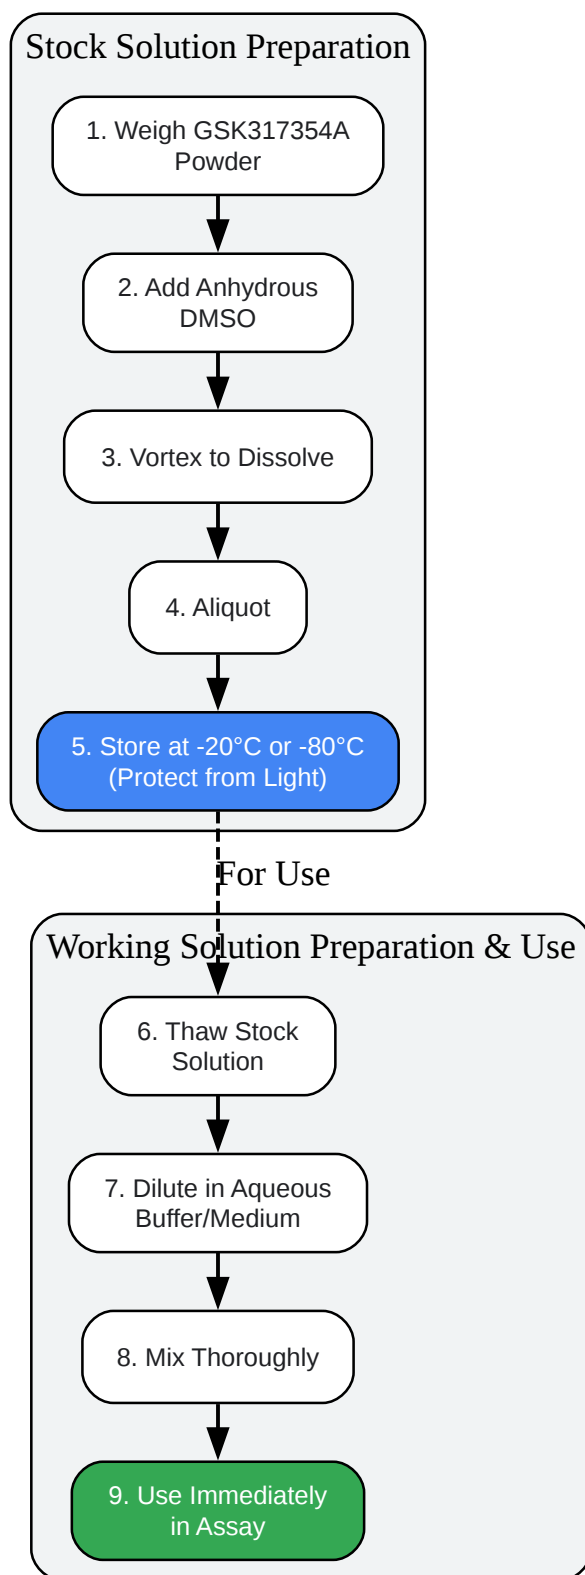 Stock Solution Preparation
1. Weigh GSK317354A
Powder
2. Add Anhydrous
DMSO
3. Vortex to Dissolve
4. Aliquot
5. Store at -20°C or -80°C
(Protect from Light)
For Use
Working Solution Preparation & Use
6. Thaw Stock
Solution
7. Dilute in Aqueous
Buffer/Medium
8. Mix Thoroughly
9. Use Immediately
in Assay